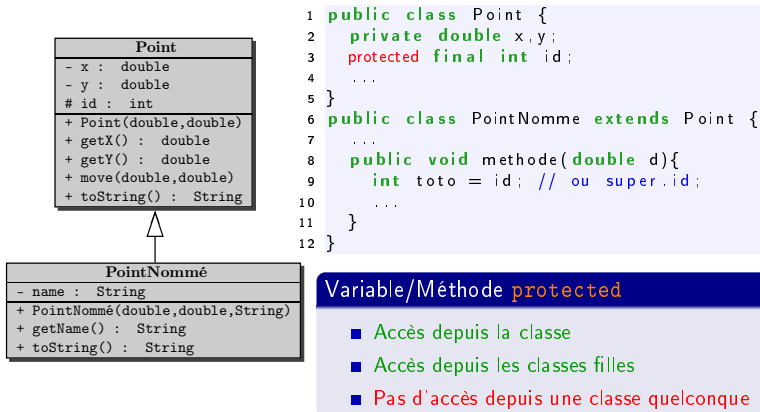 Point
- x : double
- y : double
# id : int
+ Point(double,double)
+ getX() : double
+ getY() : double
+ move(double,double)
+ toString() : String
PointNommé
- name : String
+ PointNommé(double,double,String)
+ getName() : String
+ toString() : String
1 public class Point {
2 private double x,y;
3 protected final int id;
4 ...
5 }
6 public class PointNomme extends Point {
7 ...
8 public void methode(double d){
9 int toto = id; // ou super.id;
10 ...
11 }
12 }
Variable/Méthode protected
Accès depuis la classe
Accès depuis les classes filles
Pas d'accès depuis une classe quelconque